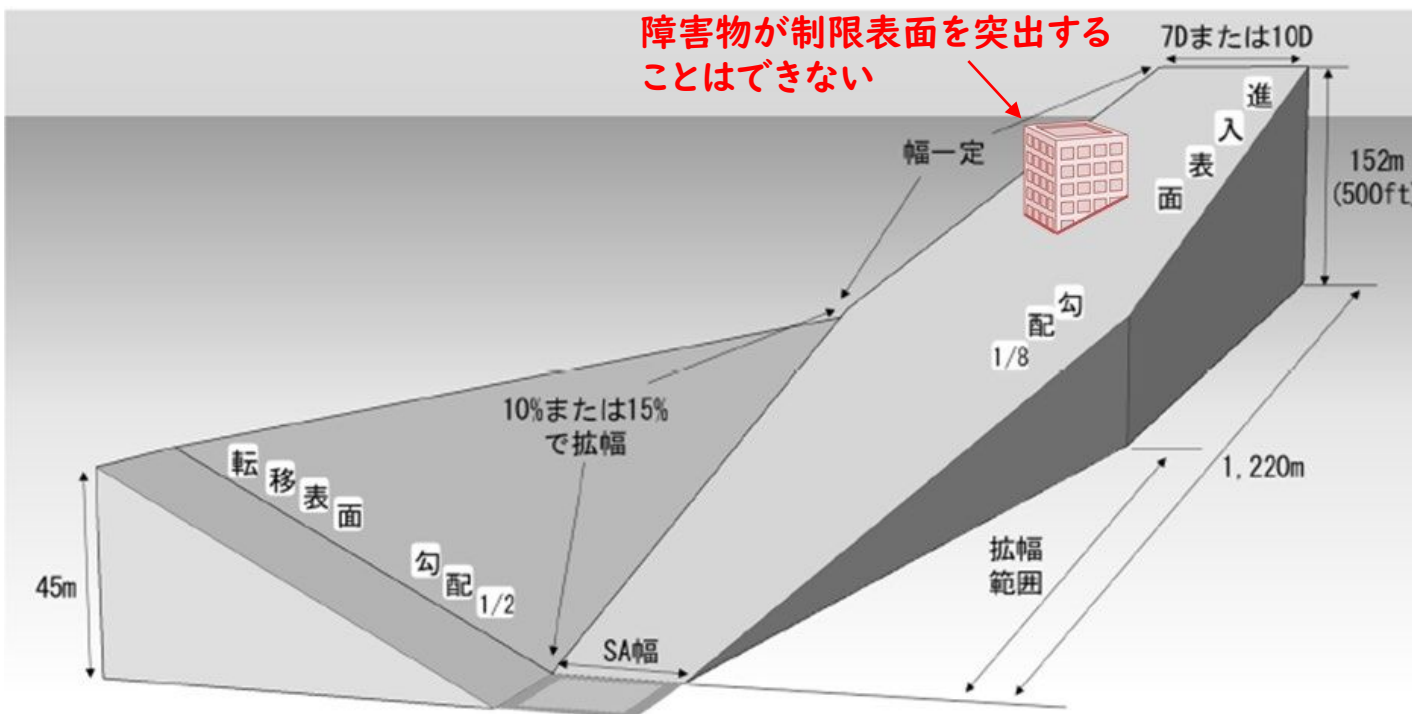 障害物が制限表面を突出する
ことはできない
7Dまたは10D
進入表面
幅一定
152m
(500ft)
勾配
1/8
10%または15%
で拡幅
転移表面
勾配1/2
1,220m
拡幅
範囲
45m
SA幅